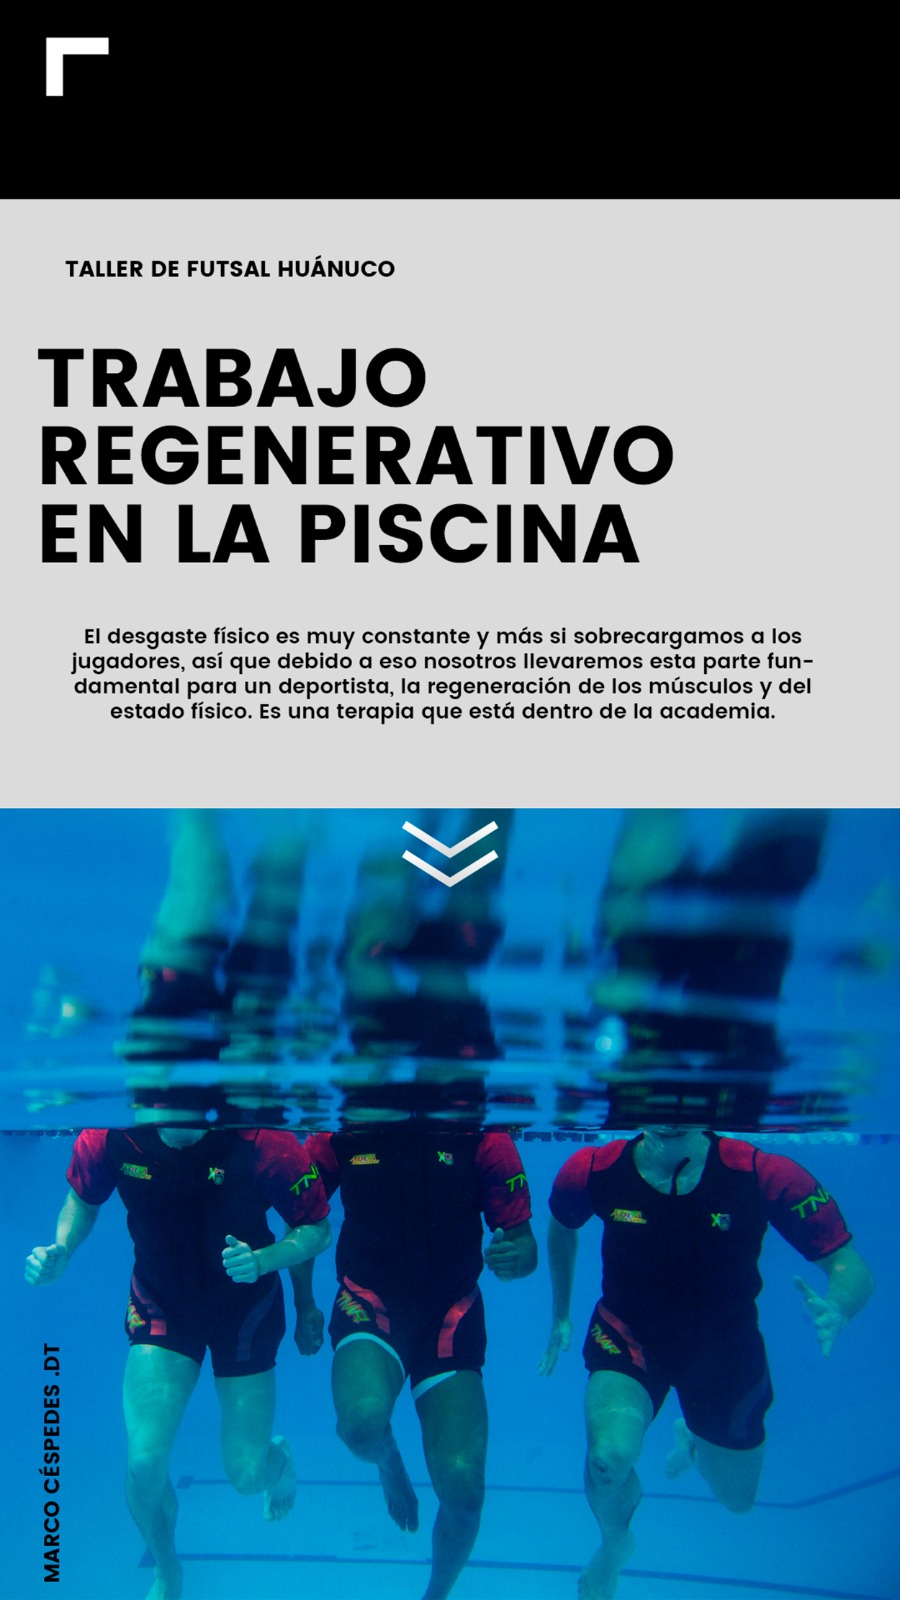 TALLER DE FUTSAL HUÁNUCO
TRABAJO
REGENERATIVO
EN LA PISCINA
El desgaste físico es muy constante y más si sobrecargamos a los
jugadores, así que debido a eso nosotros llevaremos esta parte fun-
damental para un deportista, la regeneración de los músculos y del
estado físico. Es una terapia que está dentro de la academia.
MARCO CÉSPEDES .DT